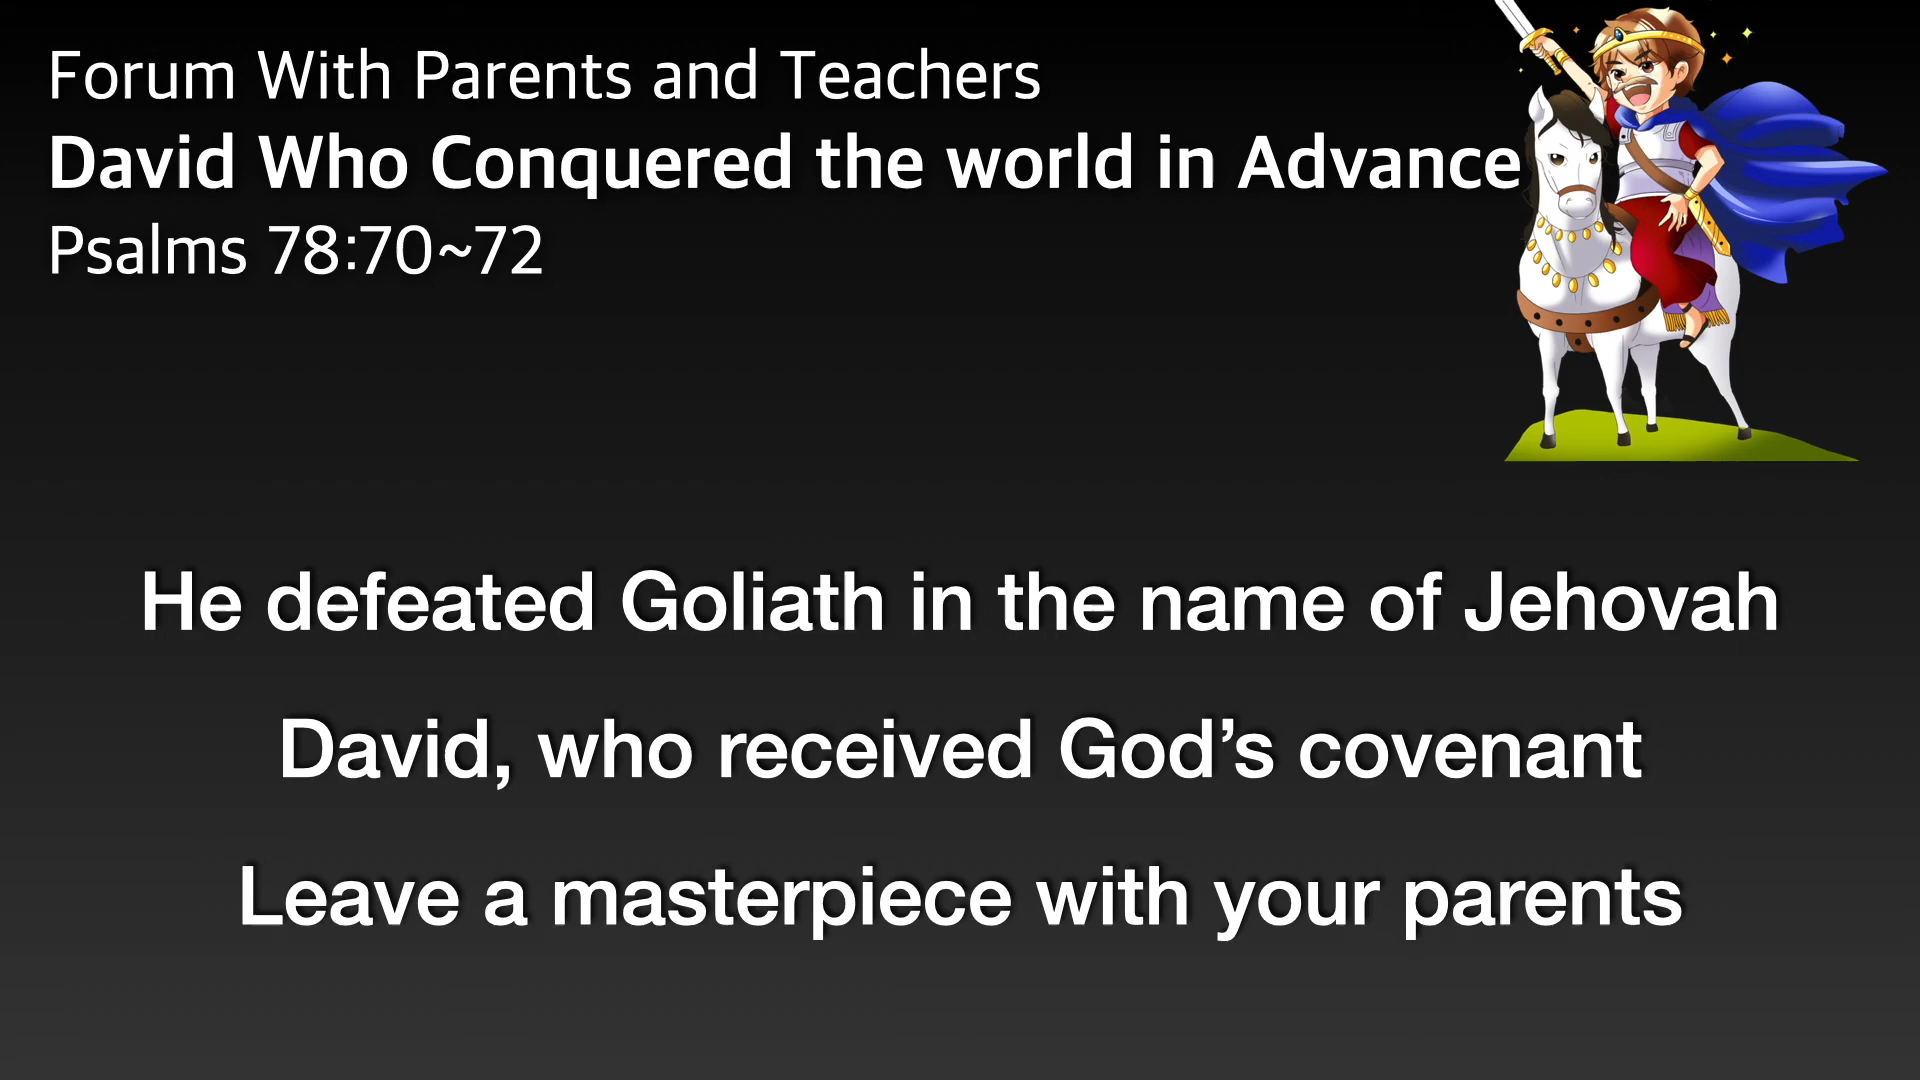 Forum With Parents and Teachers
David Who Conquered the world in Advance
Psalms 78:70~72
He defeated Goliath in the name of Jehovah
David, who received God’s covenant
Leave a masterpiece with your parents